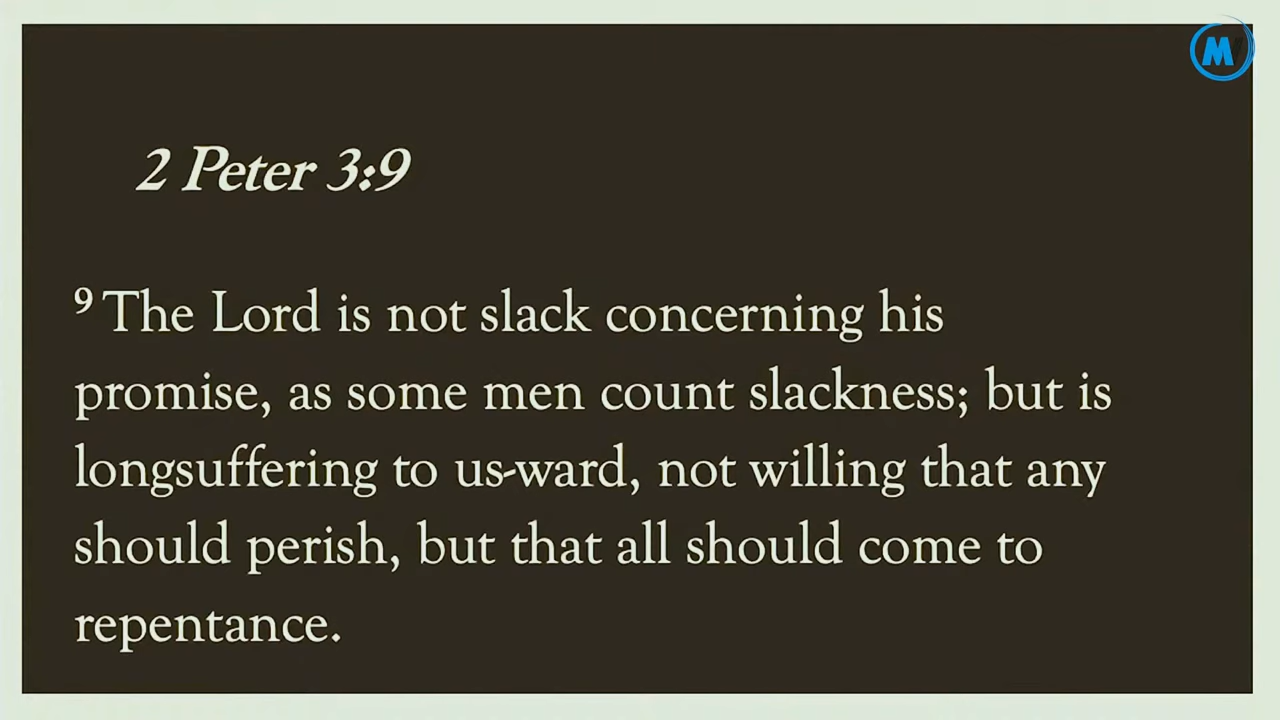 M
2 Peter 3:9
⁹ The Lord is not slack concerning his
promise, as some men count slackness; but is
longsuffering to us-ward, not willing that any
should perish, but that all should come to
repentance.